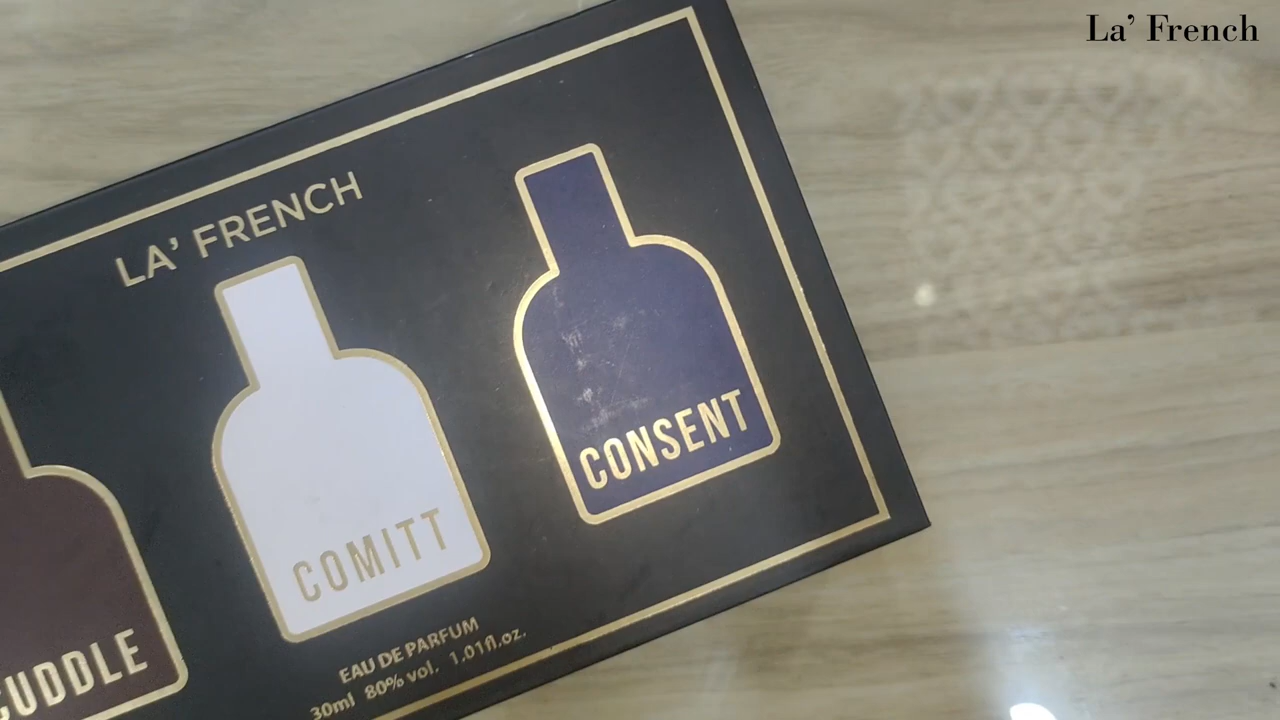 La’ French
LA’ FRENCH
CONSENT
COMITT
CUDDLE
EAU DE PARFUM
30ml 80% vol. 1.01fl.oz.